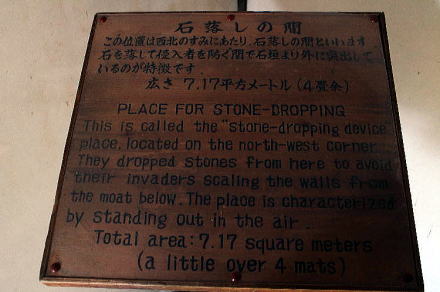 石落しの間
この位置は西北のすみにあたり、石落しの間といいます
石を落して侵入者を防ぐ間で石垣より外に突出して
いるのが特徴です
広さ 7.17平方メートル(4畳余)
PLACE FOR STONE-DROPPING
This is called the "stone-dropping device
place, located on the north-west corner
They dropped stones from here to avoid
their invaders scaling the walls from
the moat below. The place is characterized
by standing out in the air.
Total area: 7.17 square meters
(a little over 4 mats)